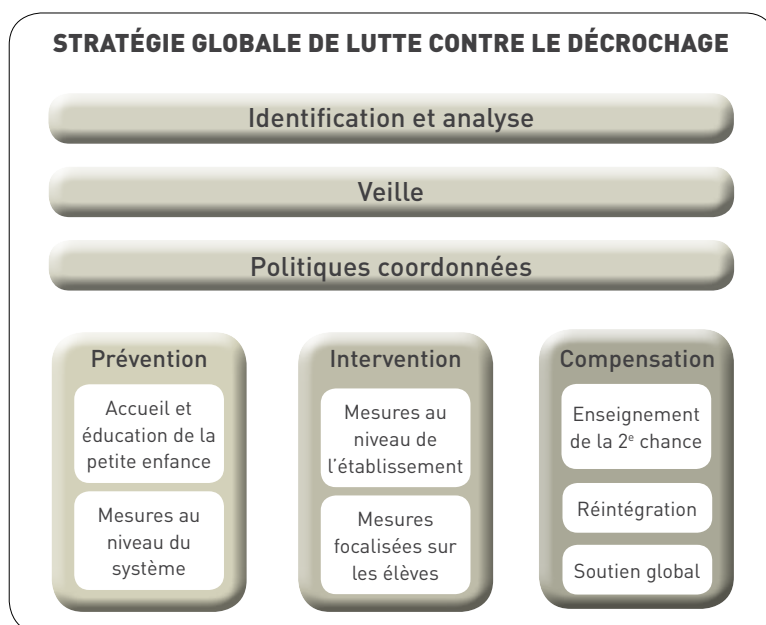 STRATÉGIE GLOBALE DE LUTTE CONTRE LE DÉCROCHAGE
Identification et analyse
Veille
Politiques coordonnées
Prévention
Accueil et
éducation de la
petite enfance
Mesures au
niveau du
système
Intervention
Mesures au
niveau de
l'établissement
Mesures
focalisées sur
les élèves
Compensation
Enseignement
de la 2e chance
Réintégration
Soutien global